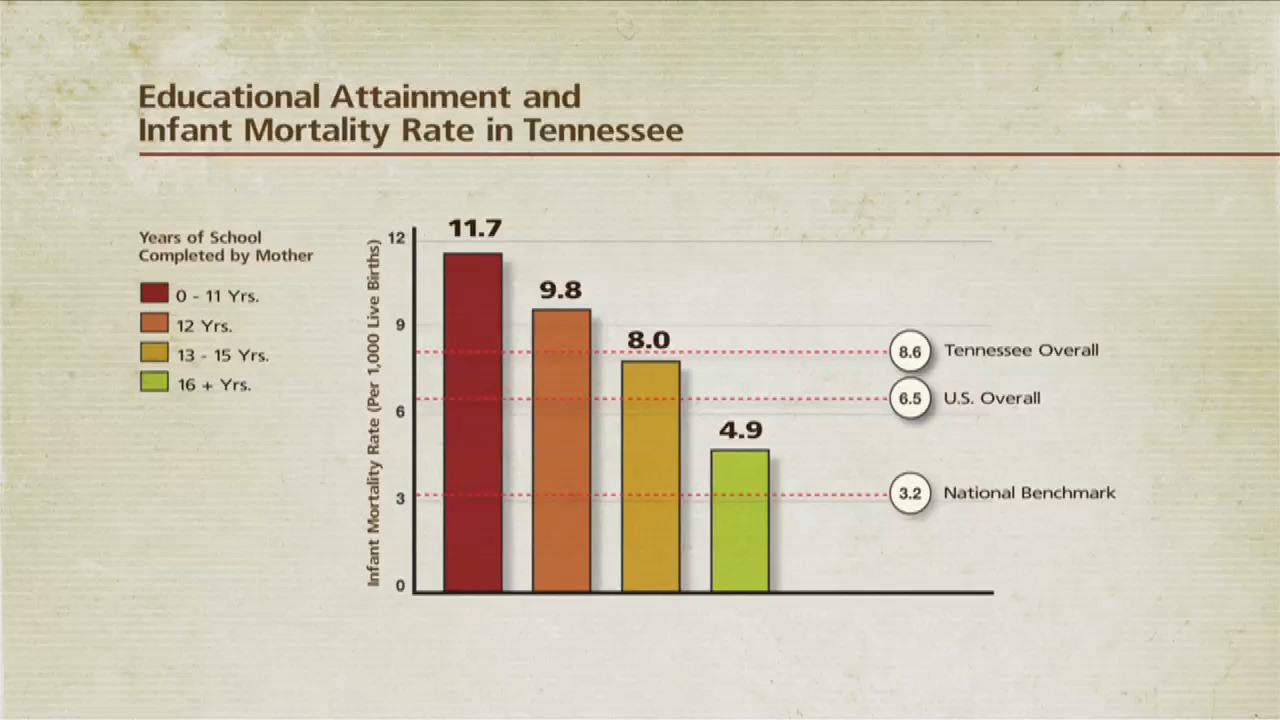 Educational Attainment and
Infant Mortality Rate in Tennessee
Years of School
Completed by Mother
0 - 11 Yrs.
12 Yrs.
13 - 15 Yrs.
16 + Yrs.
Infant Mortality Rate (Per 1,000 Live Births)
12
9
6
3
0
11.7
9.8
8.0
4.9
8.6 Tennessee Overall
6.5 U.S. Overall
3.2 National Benchmark